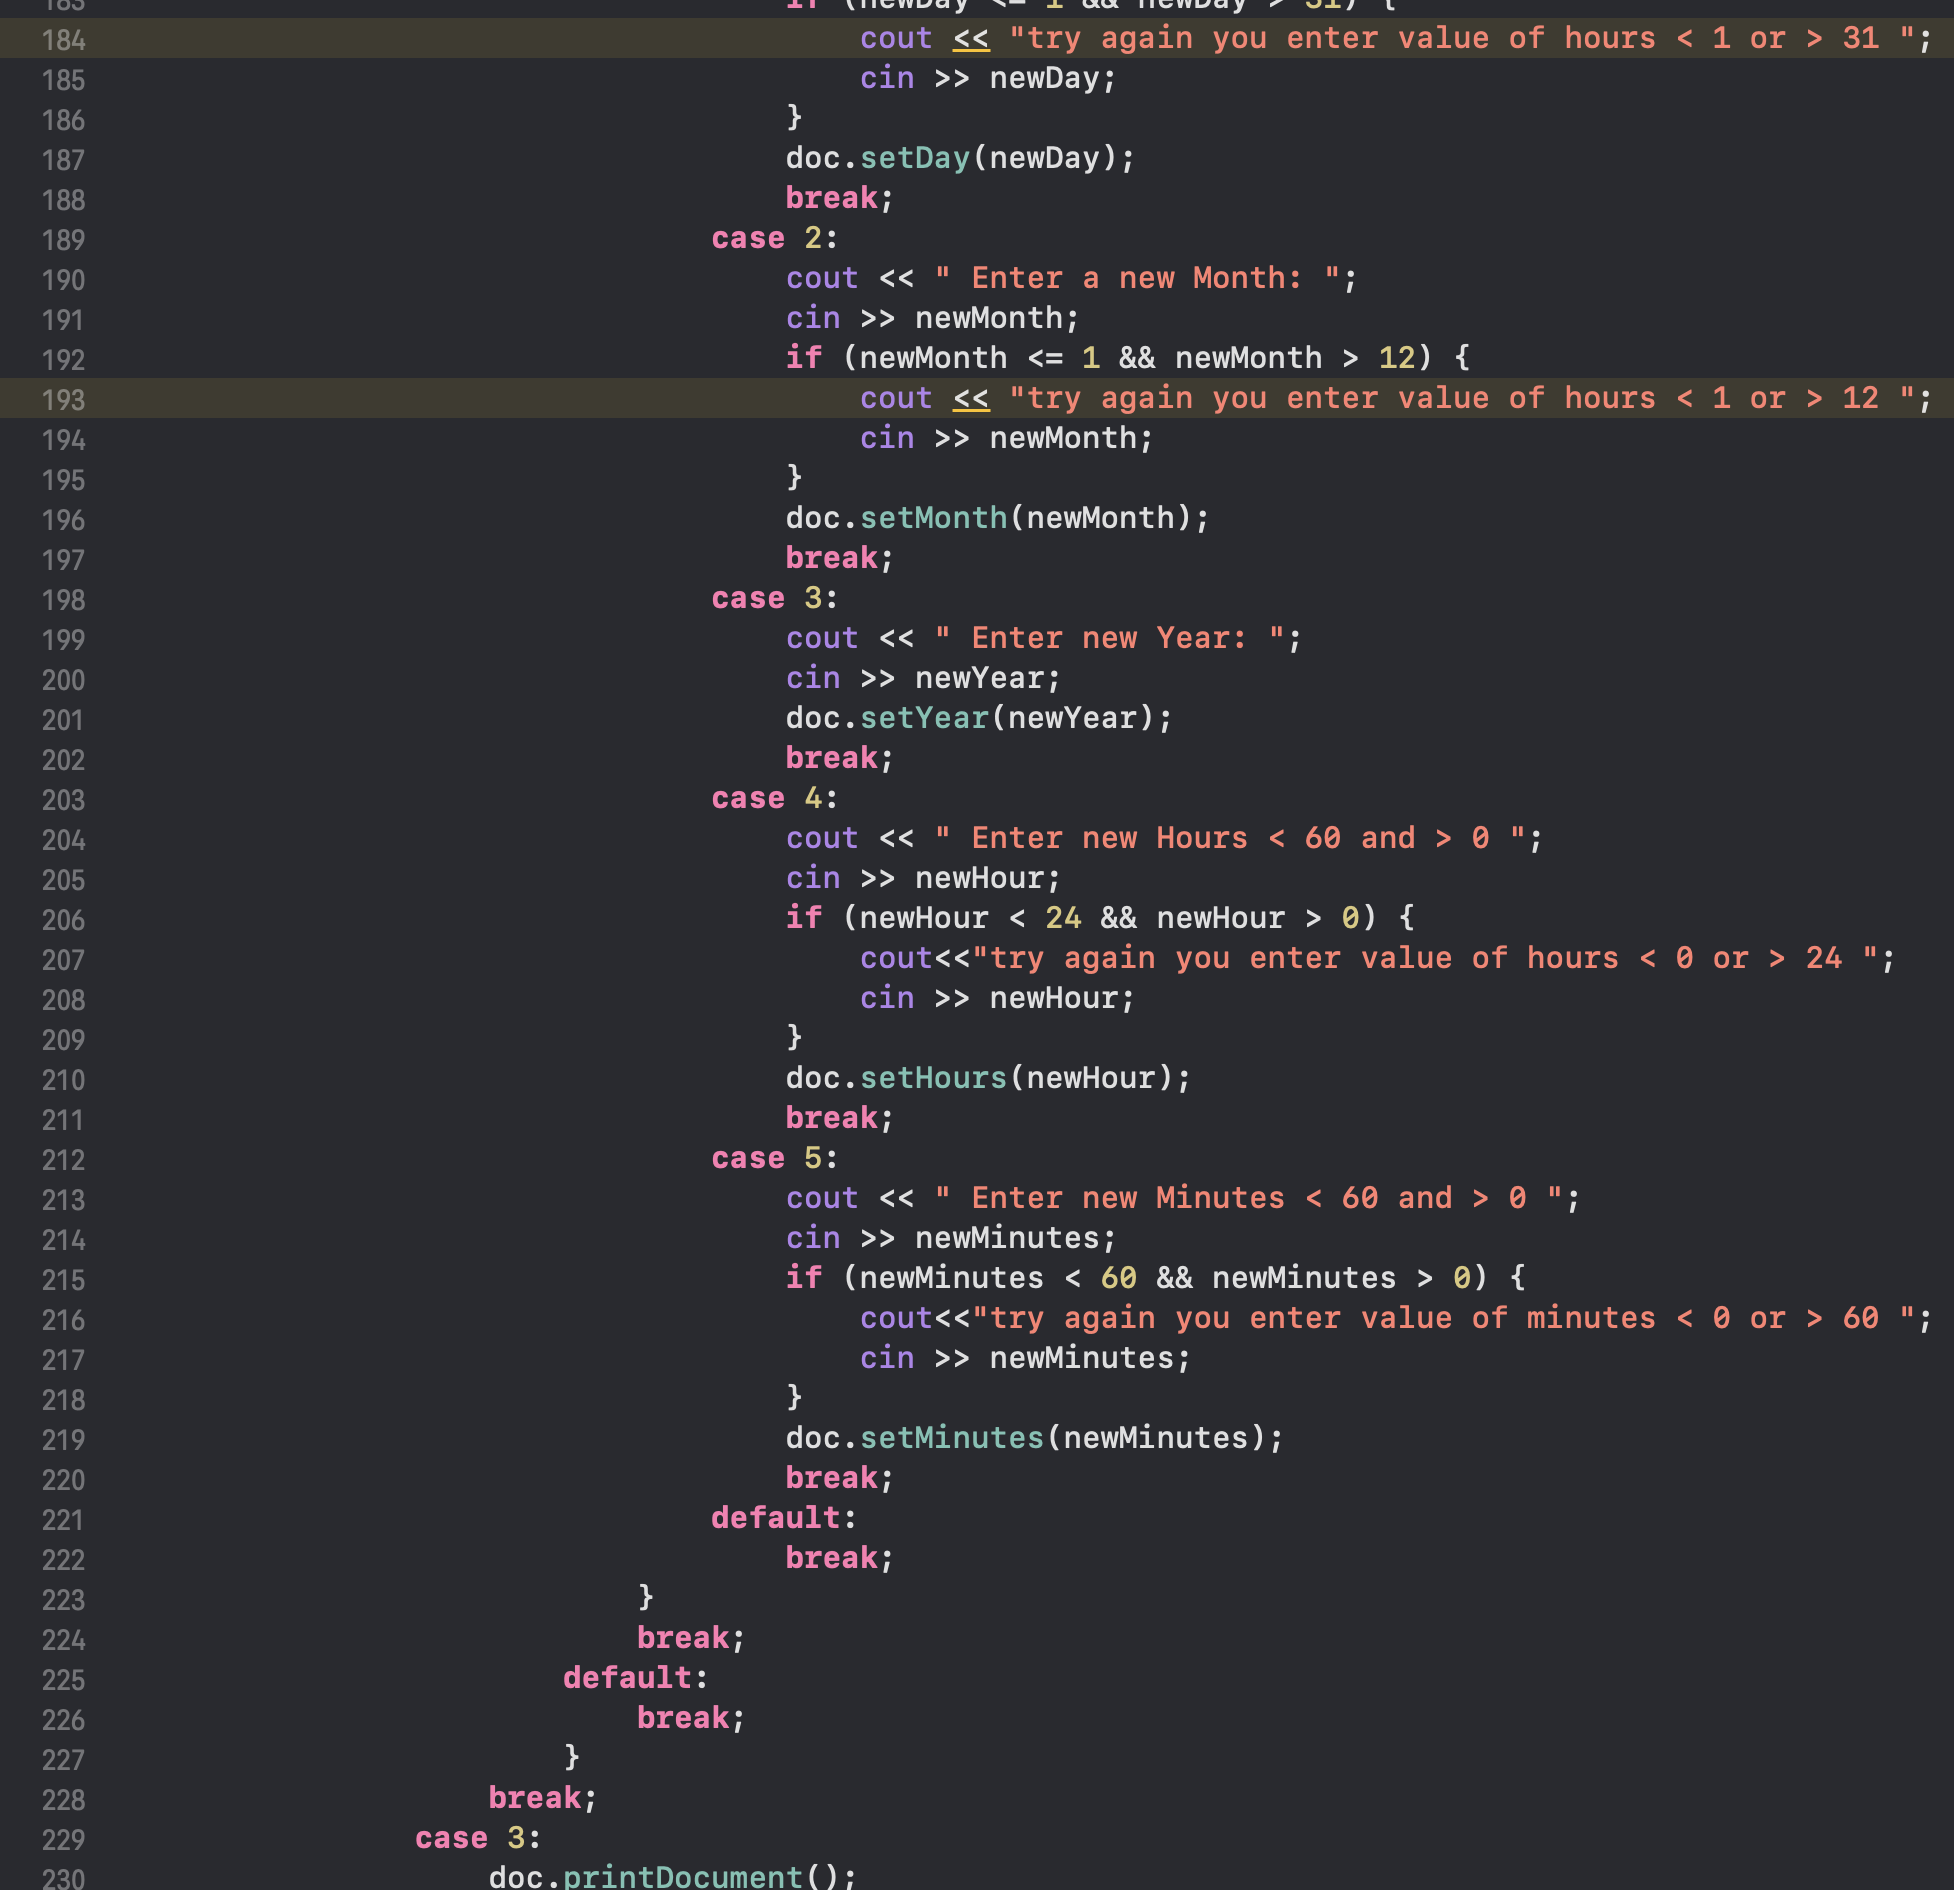 183 if (newDay <= 1 && newDay > 31) {
184 cout << "try again you enter value of hours < 1 or > 31 ";
185 cin >> newDay;
186 }
187 doc.setDay(newDay);
188 break;
189 case 2:
190 cout << " Enter a new Month: ";
191 cin >> newMonth;
192 if (newMonth <= 1 && newMonth > 12) {
193 cout << "try again you enter value of hours < 1 or > 12 ";
194 cin >> newMonth;
195 }
196 doc.setMonth(newMonth);
197 break;
198 case 3:
199 cout << " Enter new Year: ";
200 cin >> newYear;
201 doc.setYear(newYear);
202 break;
203 case 4:
204 cout << " Enter new Hours < 60 and > 0 ";
205 cin >> newHour;
206 if (newHour < 24 && newHour > 0) {
207 cout<<"try again you enter value of hours < 0 or > 24 ";
208 cin >> newHour;
209 }
210 doc.setHours(newHour);
211 break;
212 case 5:
213 cout << " Enter new Minutes < 60 and > 0 ";
214 cin >> newMinutes;
215 if (newMinutes < 60 && newMinutes > 0) {
216 cout<<"try again you enter value of minutes < 0 or > 60 ";
217 cin >> newMinutes;
218 }
219 doc.setMinutes(newMinutes);
220 break;
221 default:
222 break;
223 }
224 break;
225 default:
226 break;
227 }
228 break;
229 case 3:
230 doc.printDocument();